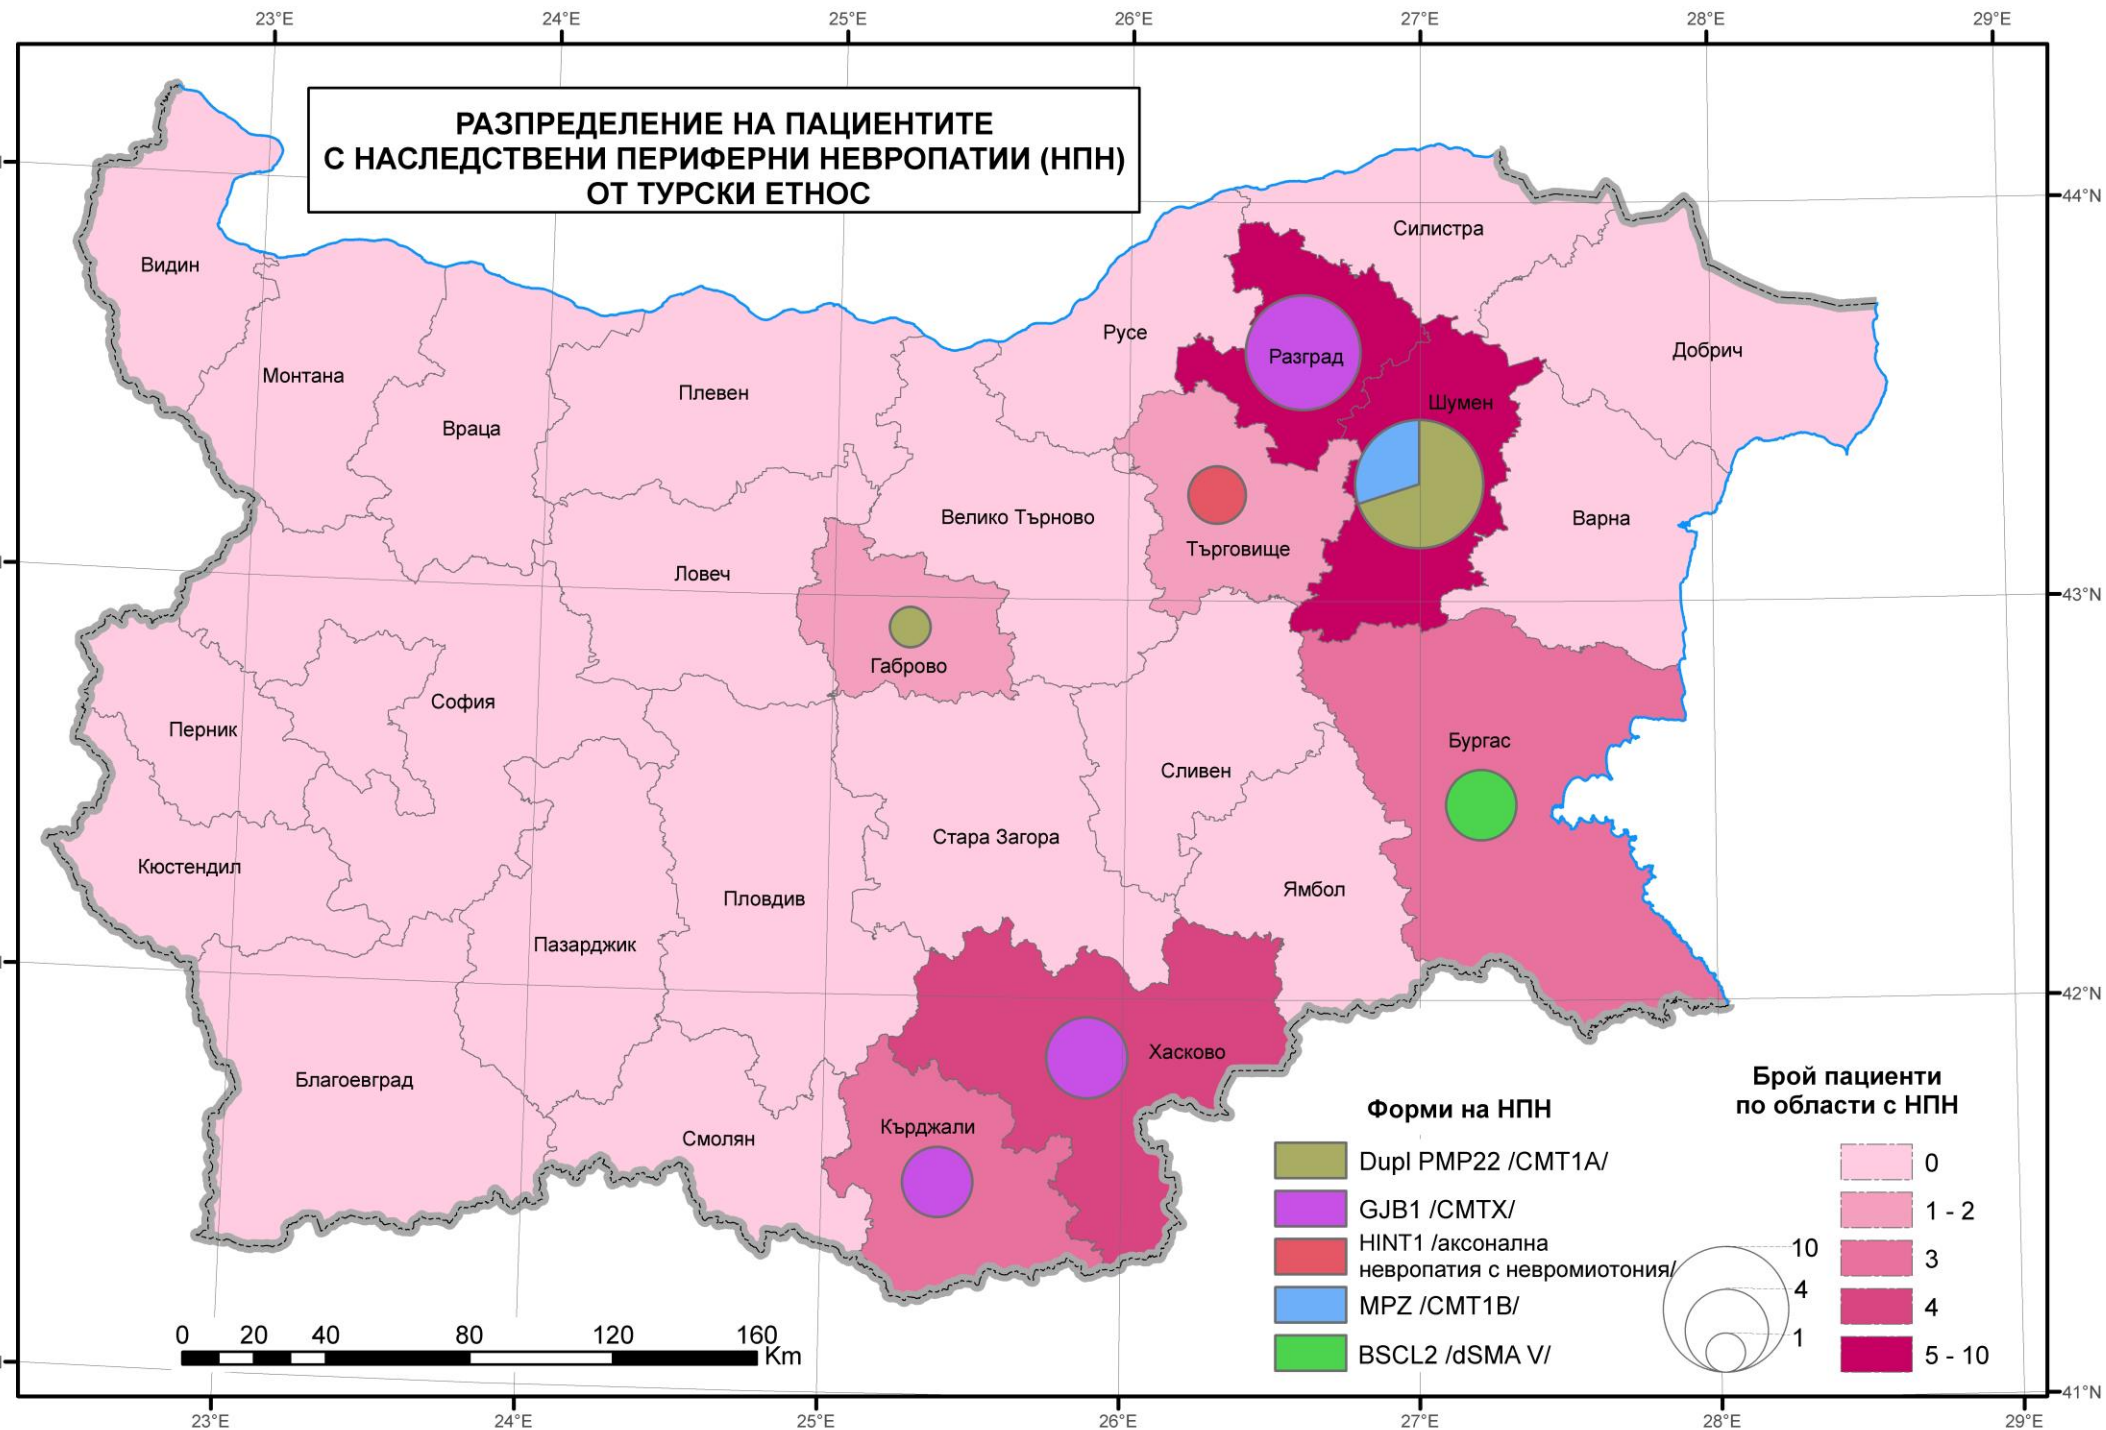 23°E
24°E
25°E
26°E
27°E
28°E
29°E
РАЗПРЕДЕЛЕНИЕ НА ПАЦИЕНТИТЕ
С НАСЛЕДСТВЕНИ ПЕРИФЕРНИ НЕВРОПАТИИ (НПН)
ОТ ТУРСКИ ЕТНОС
44°N
Силистра
Видин
Русе
Добрич
Разград
Монтана
Плевен
Шумен
Враца
Велико Търново
Варна
Търговище
Ловеч
43°N
Габрово
София
Перник
Бургас
Сливен
Стара Загора
Кюстендил
Ямбол
Пловдив
Пазарджик
42°N
Хасково
Благоевград
Кърджали
Смолян
Форми на НПН
Dupl PMP22 /CMT1A/
GJB1 /CMTX/
HINT1 /аксонална
невропатия с невромиотония/
MPZ /CMT1B/
BSCL2 /dSMA V/
10
4
1
Брой пациенти
по области с НПН
0
1 - 2
3
4
5 - 10
0 20 40 80 120 160
Km
41°N
23°E
24°E
25°E
26°E
27°E
28°E
29°E